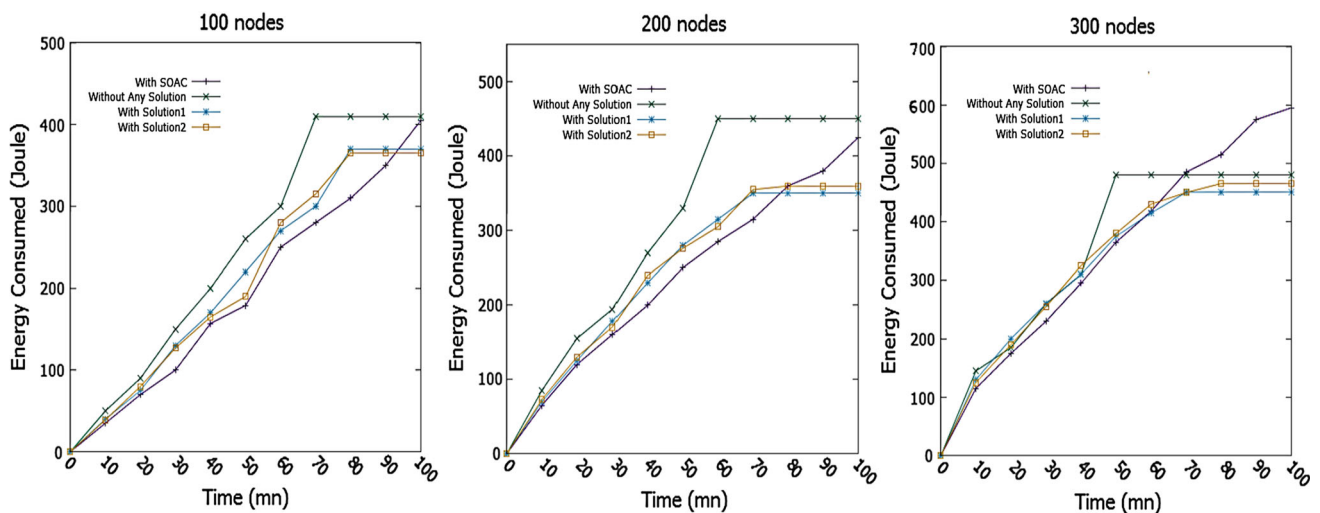 100 nodes
Energy Consumed (Joule)
500
400
300
200
100
0
With SOAC
Without Any Solution
With Solution1
With Solution2
0 10 20 30 40 50 60 70 80 90 100
Time (mn)
200 nodes
Energy Consumed (Joule)
500
400
300
200
100
0
With SOAC
Without Any Solution
With Solution1
With Solution2
0 10 20 30 40 50 60 70 80 90 100
Time (mn)
300 nodes
Energy Consumed (Joule)
700
600
500
400
300
200
100
0
With SOAC
Without Any Solution
With Solution1
With Solution2
0 10 20 30 40 50 60 70 80 90 100
Time (mn)